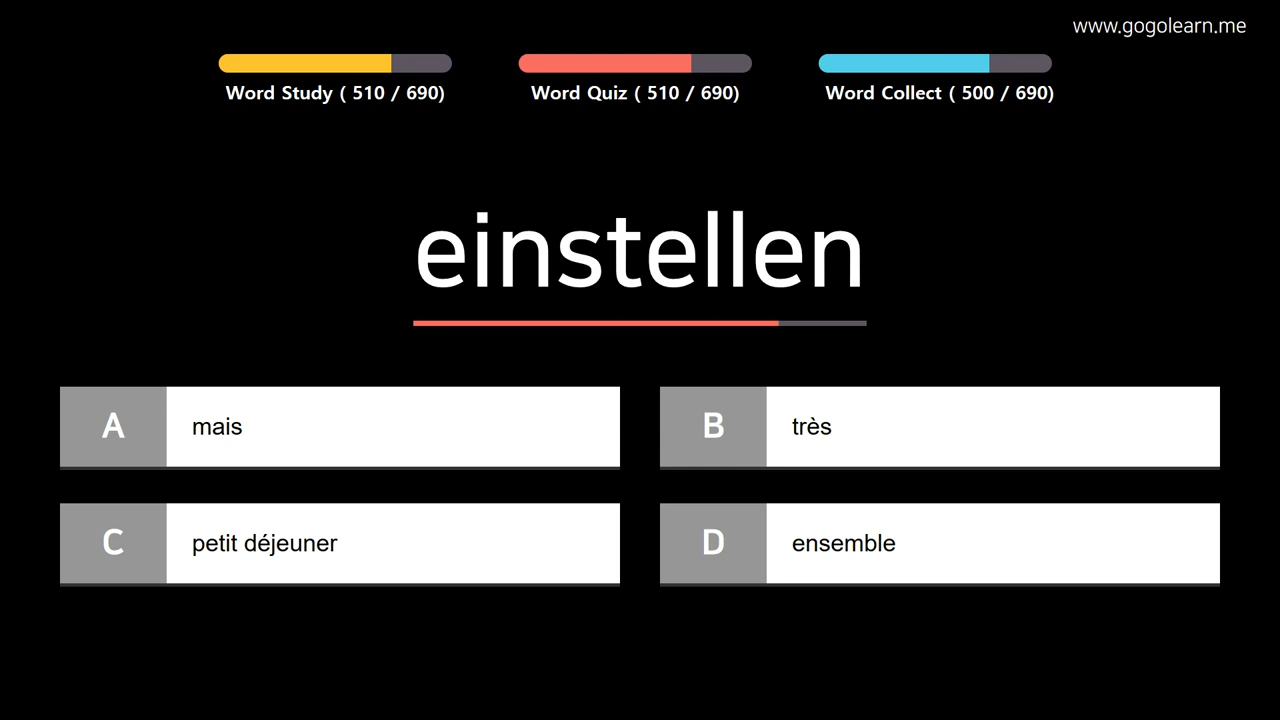 www.gogolearn.me
Word Study ( 510 / 690)
Word Quiz ( 510 / 690)
Word Collect ( 500 / 690)
einstellen
A mais
B très
C petit déjeuner
D ensemble